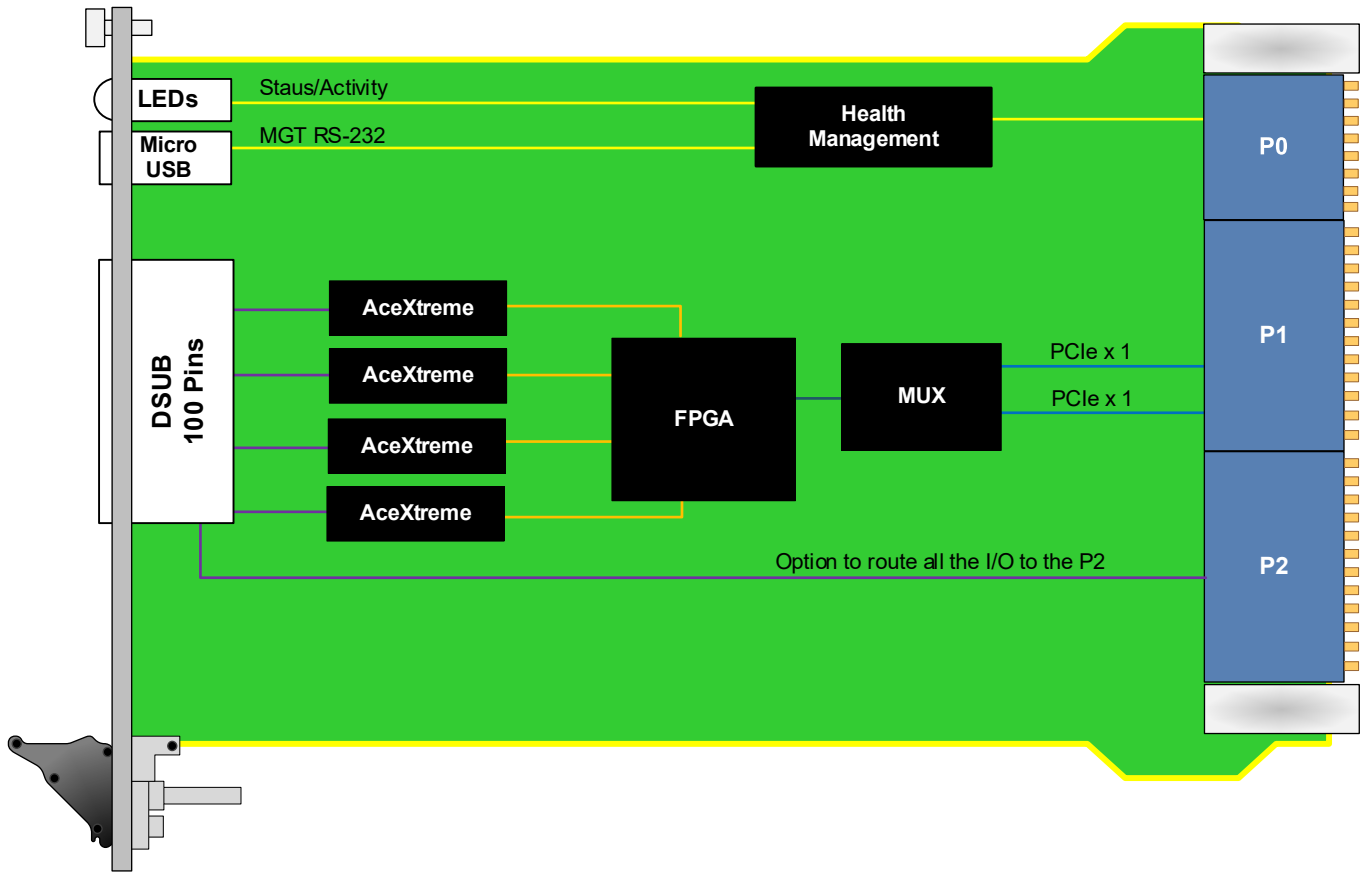 LEDs
Staus/Activity
Micro
USB
MGT RS-232
Health
Management
P0
DSUB
100 Pins
AceXtreme
AceXtreme
AceXtreme
AceXtreme
FPGA
MUX
PCIe x 1
PCIe x 1
P1
Option to route all the I/O to the P2
P2